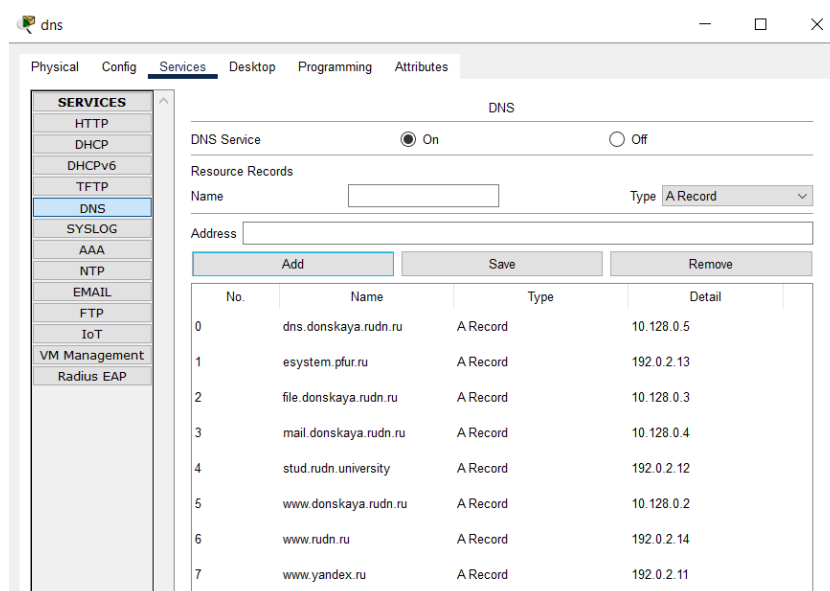 dns
Physical Config Services Desktop Programming Attributes
SERVICES
HTTP
DHCP
DHCPv6
TFTP
DNS
SYSLOG
AAA
NTP
EMAIL
FTP
IoT
VM Management
Radius EAP
DNS
DNS Service On Off
Resource Records
Name Type A Record
Address
Add Save Remove
No. Name Type Detail
0 dns.donskaya.rudn.ru A Record 10.128.0.5
1 esystem.pfur.ru A Record 192.0.2.13
2 file.donskaya.rudn.ru A Record 10.128.0.3
3 mail.donskaya.rudn.ru A Record 10.128.0.4
4 stud.rudn.university A Record 192.0.2.12
5 www.donskaya.rudn.ru A Record 10.128.0.2
6 www.rudn.ru A Record 192.0.2.14
7 www.yandex.ru A Record 192.0.2.11